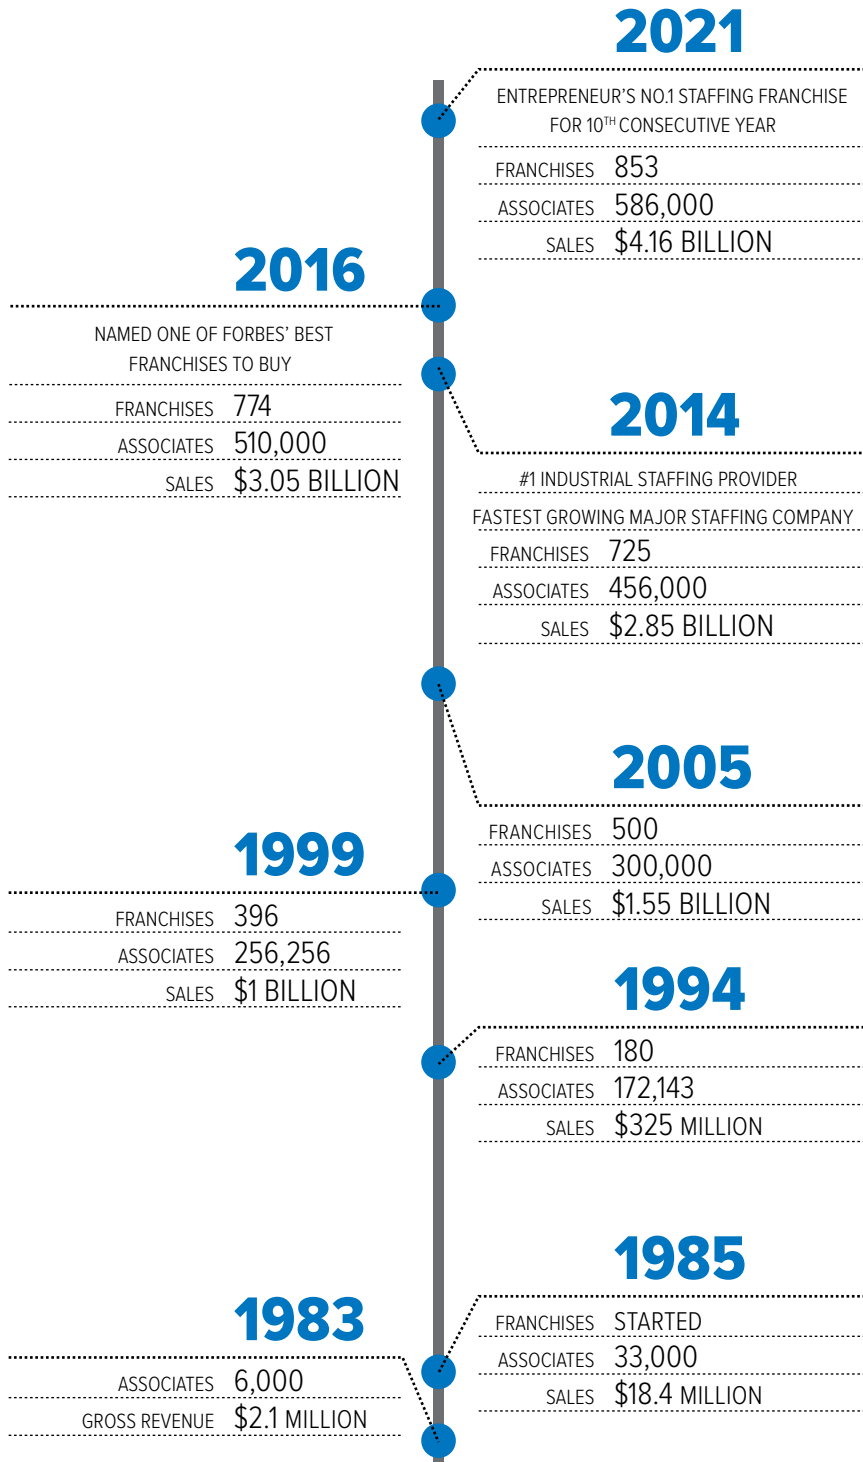 2021
ENTREPRENEUR'S NO.1 STAFFING FRANCHISE
FOR 10TH CONSECUTIVE YEAR
FRANCHISES 853
ASSOCIATES 586,000
SALES $4.16 BILLION
2016
NAMED ONE OF FORBES' BEST
FRANCHISES TO BUY
FRANCHISES 774
ASSOCIATES 510,000
SALES $3.05 BILLION
2014
#1 INDUSTRIAL STAFFING PROVIDER
FASTEST GROWING MAJOR STAFFING COMPANY
FRANCHISES 725
ASSOCIATES 456,000
SALES $2.85 BILLION
2005
FRANCHISES 500
ASSOCIATES 300,000
SALES $1.55 BILLION
1999
FRANCHISES 396
ASSOCIATES 256,256
SALES $1 BILLION
1994
FRANCHISES 180
ASSOCIATES 172,143
SALES $325 MILLION
1985
FRANCHISES STARTED
ASSOCIATES 33,000
SALES $18.4 MILLION
1983
ASSOCIATES 6,000
GROSS REVENUE $2.1 MILLION